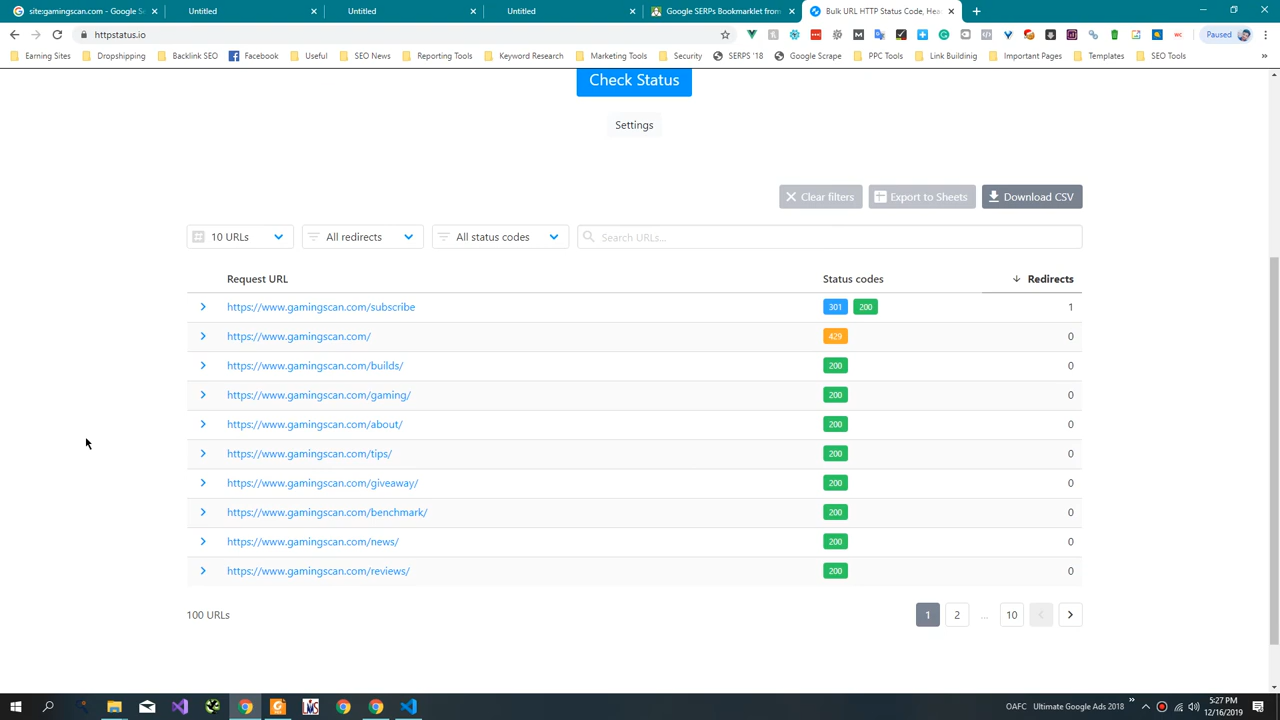 site:gamingscan.com - Google Se
Untitled
Untitled
Untitled
Google SERPs Bookmarklet from
Bulk URL HTTP Status Code, Hea
httpstatus.io
Paused
Earning Sites
Dropshipping
Backlink SEO
Facebook
Useful
SEO News
Reporting Tools
Keyword Research
Marketing Tools
Security
SERPS '18
Google Scrape
PPC Tools
Link Buildinig
Important Pages
Templates
SEO Tools
Check Status
Settings
Clear filters
Export to Sheets
Download CSV
10 URLs
All redirects
All status codes
Search URLs...
Request URL Status codes Redirects
https://www.gamingscan.com/subscribe 301 200 1
https://www.gamingscan.com/ 429 0
https://www.gamingscan.com/builds/ 200 0
https://www.gamingscan.com/gaming/ 200 0
https://www.gamingscan.com/about/ 200 0
https://www.gamingscan.com/tips/ 200 0
https://www.gamingscan.com/giveaway/ 200 0
https://www.gamingscan.com/benchmark/ 200 0
https://www.gamingscan.com/news/ 200 0
https://www.gamingscan.com/reviews/ 200 0
100 URLs 1 2 ... 10
OAFC Ultimate Google Ads 2018
5:27 PM
12/16/2019